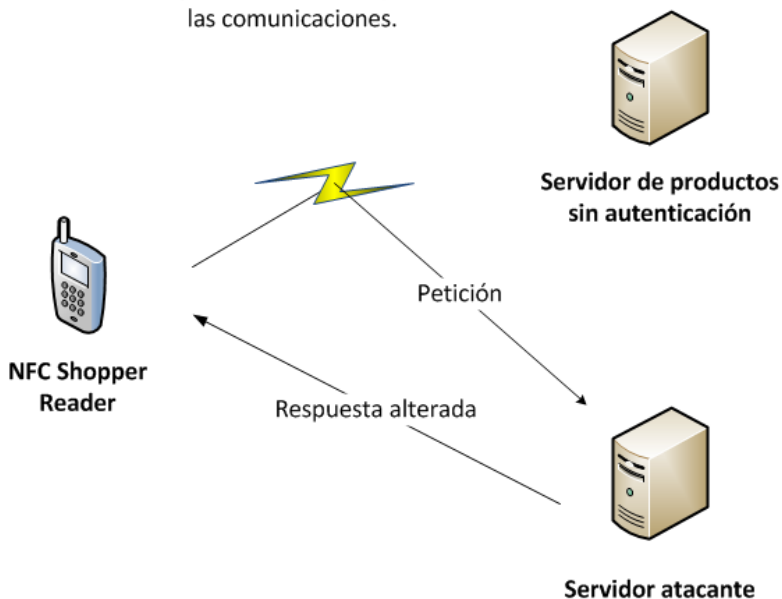 las comunicaciones.
Servidor de productos
sin autenticación
Petición
NFC Shopper
Reader
Respuesta alterada
Servidor atacante